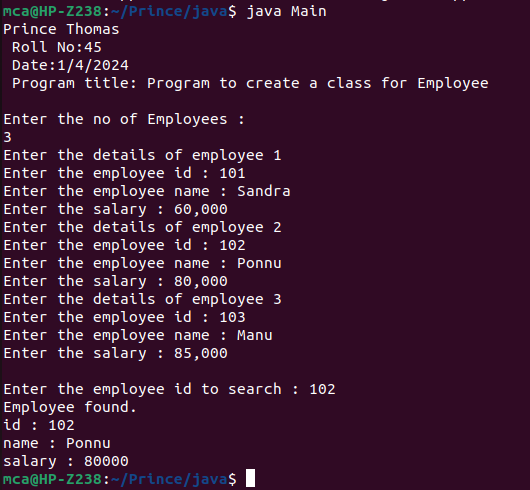 mca@HP-Z238:~/Prince/java$ java Main
Prince Thomas
 Roll No:45
 Date:1/4/2024
 Program title: Program to create a class for Employee

Enter the no of Employees :
3
Enter the details of employee 1
Enter the employee id : 101
Enter the employee name : Sandra
Enter the salary : 60,000
Enter the details of employee 2
Enter the employee id : 102
Enter the employee name : Ponnu
Enter the salary : 80,000
Enter the details of employee 3
Enter the employee id : 103
Enter the employee name : Manu
Enter the salary : 85,000

Enter the employee id to search : 102
Employee found.
id : 102
name : Ponnu
salary : 80000
mca@HP-Z238:~/Prince/java$